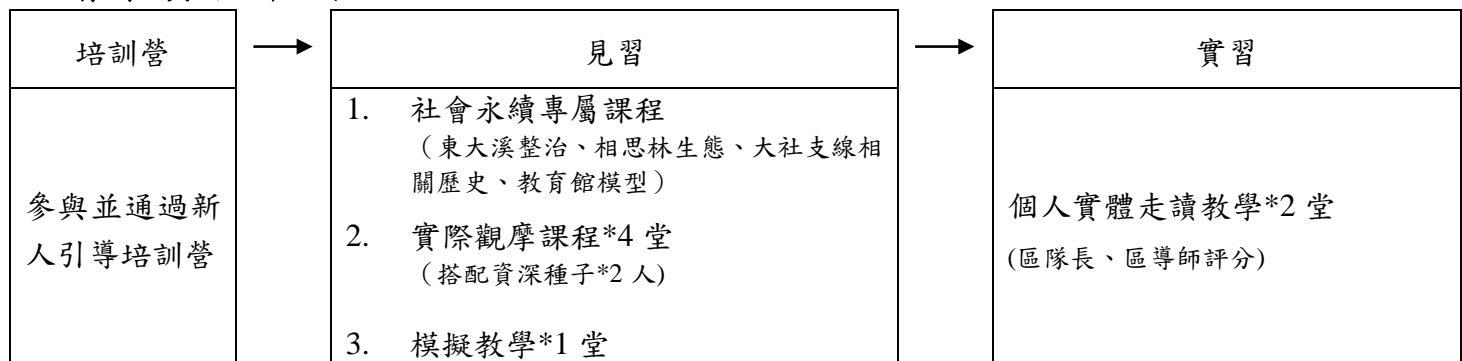 培訓營
參與並通過新
人引導培訓營
見習
1. 社會永續專屬課程
（東大溪整治、相思林生態、大社支線相
關歷史、教育館模型）
2. 實際觀摩課程*4 堂
（搭配資深種子*2 人)
3. 模擬教學*1 堂
實習
個人實體走讀教學*2 堂
(區隊長、區導師評分)